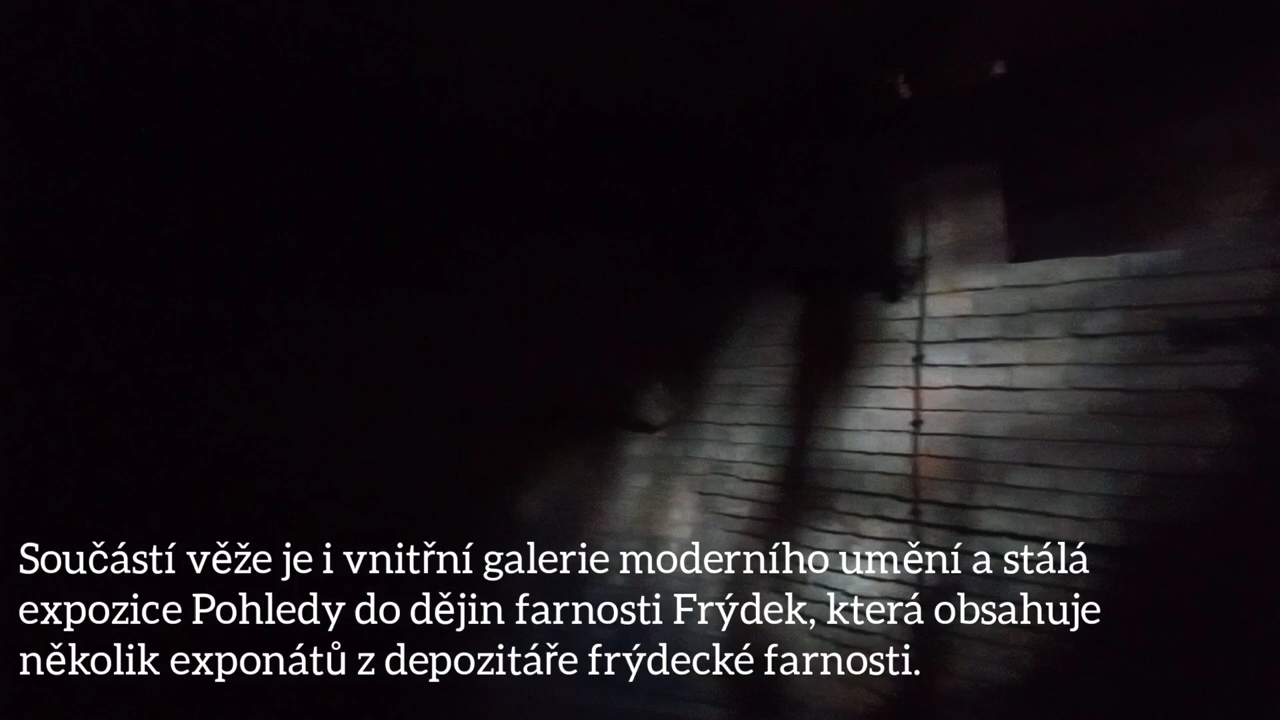 Součástí věže je i vnitřní galerie moderního umění a stálá
expozice Pohledy do dějin farnosti Frýdek, která obsahuje
několik exponátů z depozitáře frýdecké farnosti.